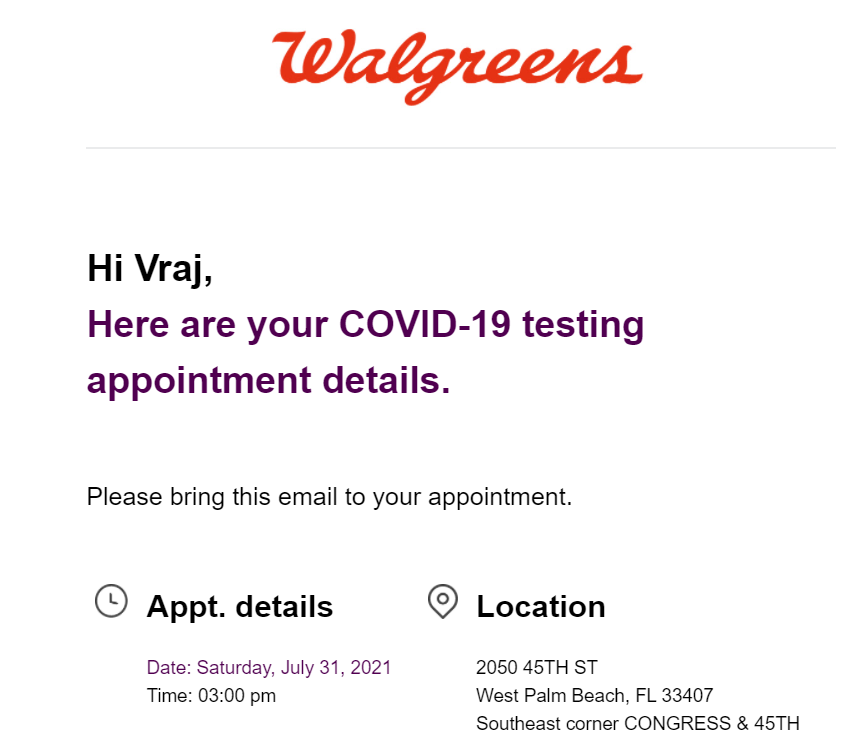 Walgreens
Hi Vraj,
Here are your COVID-19 testing
appointment details.
Please bring this email to your appointment.
Appt. details
Date: Saturday, July 31, 2021
Time: 03:00 pm
Location
2050 45TH ST
West Palm Beach, FL 33407
Southeast corner CONGRESS & 45TH